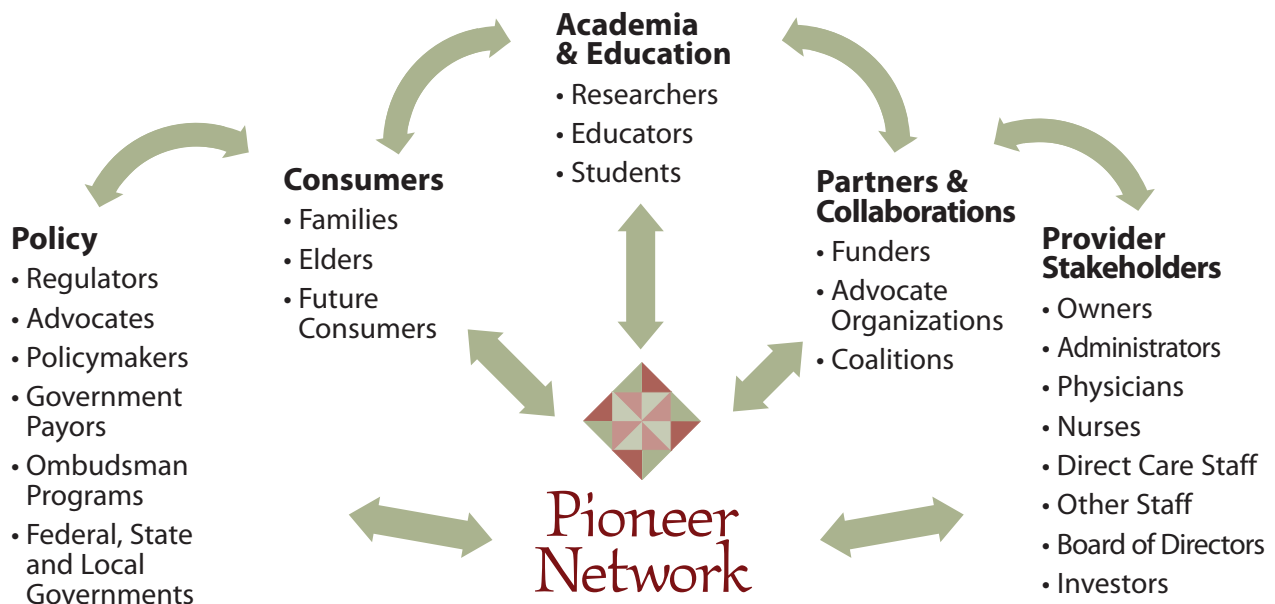 Academia
& Education
• Researchers
• Educators
• Students
Consumers
• Families
• Elders
• Future
Consumers
Partners &
Collaborations
• Funders
• Advocate
Organizations
• Coalitions
Policy
• Regulators
• Advocates
• Policymakers
• Government
Payors
• Ombudsman
Programs
• Federal, State
and Local
Governments
Provider
Stakeholders
• Owners
• Administrators
• Physicians
• Nurses
• Direct Care Staff
• Other Staff
• Board of Directors
• Investors
Pioneer
Network